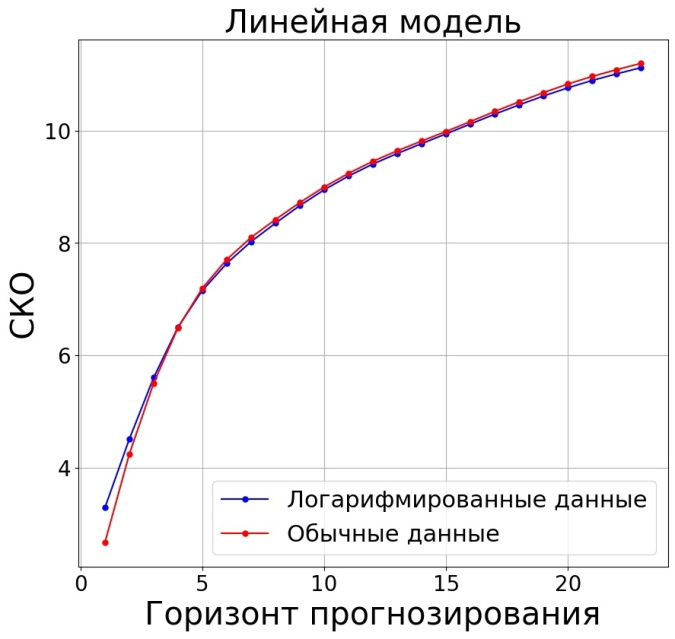 Линейная модель
10
8
6
4
СКО
Логарифмированные данные
Обычные данные
0 5 10 15 20
Горизонт прогнозирования